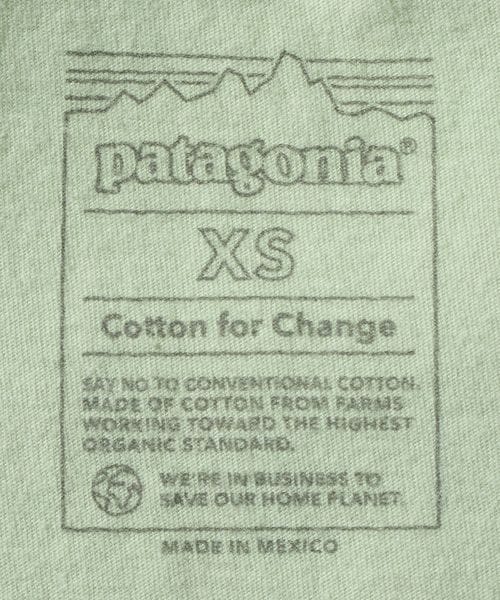 patagonia®
XS
Cotton for Change
SAY NO TO CONVENTIONAL COTTON.
MADE OF COTTON FROM FARMS
WORKING TOWARD THE HIGHEST
ORGANIC STANDARD.
WE'RE IN BUSINESS TO
SAVE OUR HOME PLANET.
MADE IN MEXICO